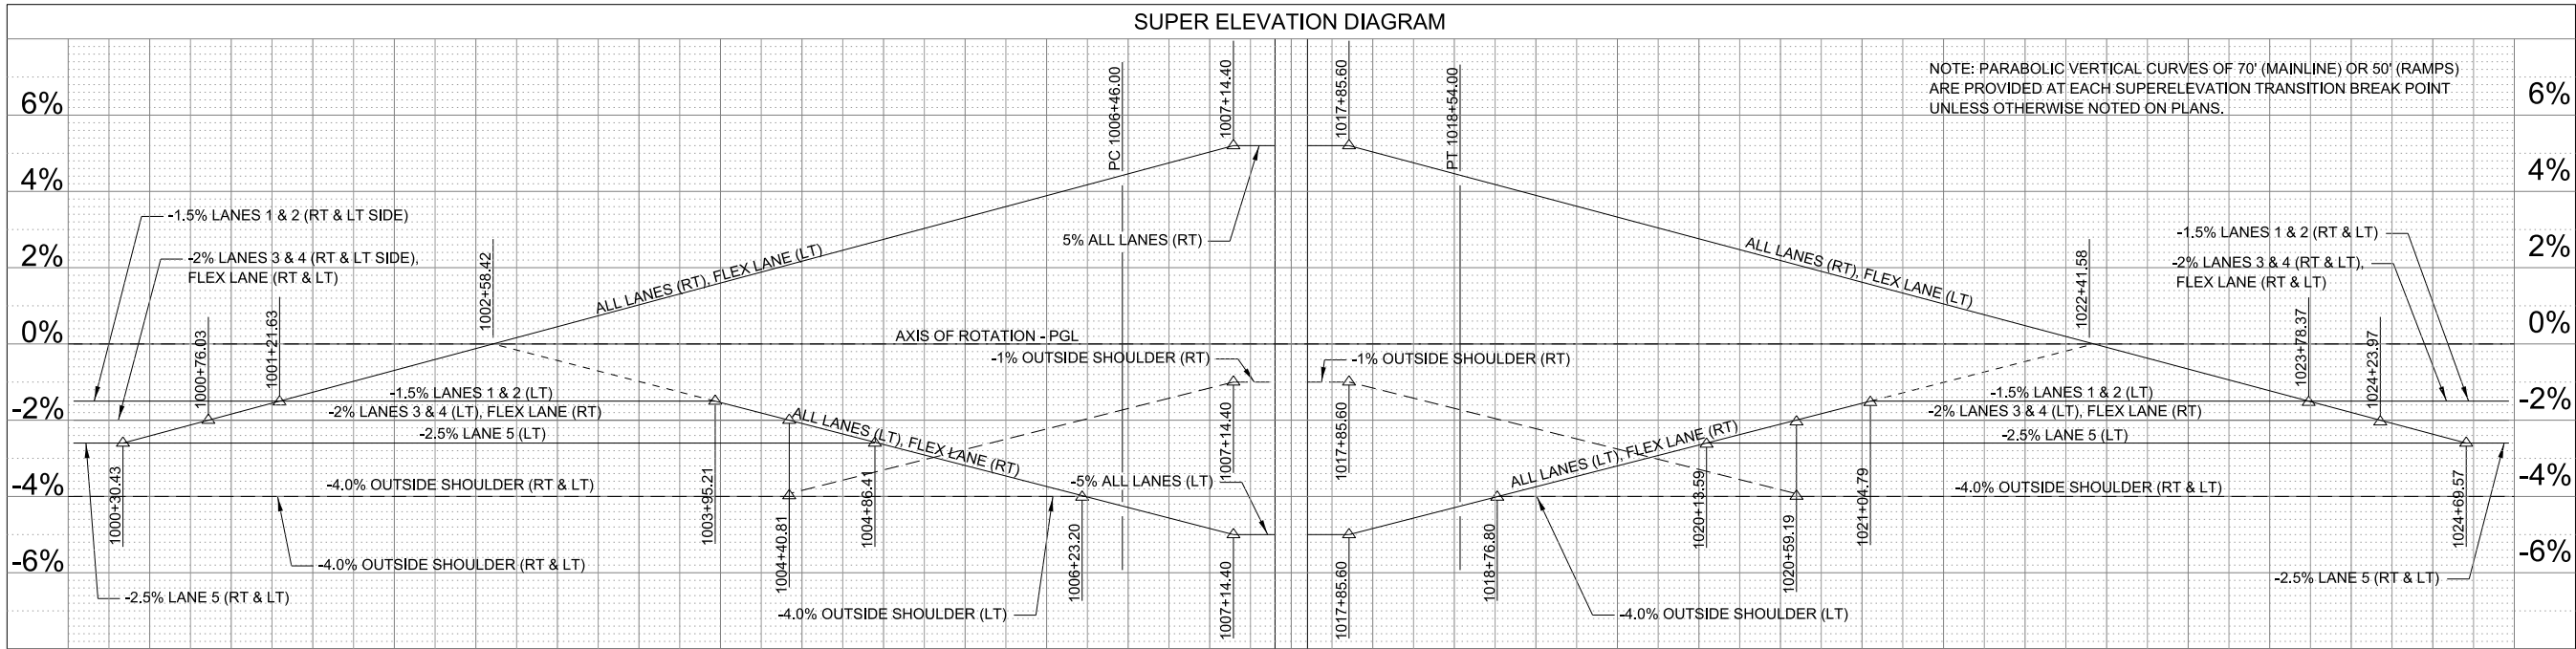 SUPER ELEVATION DIAGRAM
NOTE: PARABOLIC VERTICAL CURVES OF 70' (MAINLINE) OR 50' (RAMPS)
ARE PROVIDED AT EACH SUPERELEVATION TRANSITION BREAK POINT
UNLESS OTHERWISE NOTED ON PLANS.
6%
4%
2%
0%
-2%
-4%
-6%
-1.5% LANES 1 & 2 (RT & LT SIDE)
-2% LANES 3 & 4 (RT & LT SIDE),
FLEX LANE (RT & LT)
1000+76.03
1001+21.63
1002+58.42
ALL LANES (RT), FLEX LANE (LT)
PC 1006+46.00
1007+14.40
5% ALL LANES (RT)
AXIS OF ROTATION - PGL
-1% OUTSIDE SHOULDER (RT)
-1.5% LANES 1 & 2 (LT)
-2% LANES 3 & 4 (LT), FLEX LANE (RT)
-2.5% LANE 5 (LT)
ALL LANES (LT), FLEX LANE (RT)
-4.0% OUTSIDE SHOULDER (RT & LT)
-5% ALL LANES (LT)
1007+14.40
1000+30.43
1003+95.21
1004+40.81
1004+86.41
1006+23.20
-4.0% OUTSIDE SHOULDER (RT & LT)
-2.5% LANE 5 (RT & LT)
-4.0% OUTSIDE SHOULDER (LT)
1007+14.40
1017+85.60
PT 1018+54.00
ALL LANES (RT), FLEX LANE (LT)
1022+41.58
-1.5% LANES 1 & 2 (RT & LT)
-2% LANES 3 & 4 (RT & LT),
FLEX LANE (RT & LT)
1023+78.37
1024+23.97
-1% OUTSIDE SHOULDER (RT)
-1.5% LANES 1 & 2 (LT)
-2% LANES 3 & 4 (LT), FLEX LANE (RT)
-2.5% LANE 5 (LT)
ALL LANES (LT), FLEX LANE (RT)
-4.0% OUTSIDE SHOULDER (RT & LT)
1017+85.60
1018+76.80
1020+13.59
1020+59.19
1021+04.79
1024+69.57
-2.5% LANE 5 (RT & LT)
-4.0% OUTSIDE SHOULDER (LT)
1017+85.60
6%
4%
2%
0%
-2%
-4%
-6%